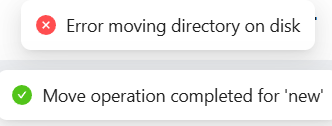 Error moving directory on disk
Move operation completed for 'new'